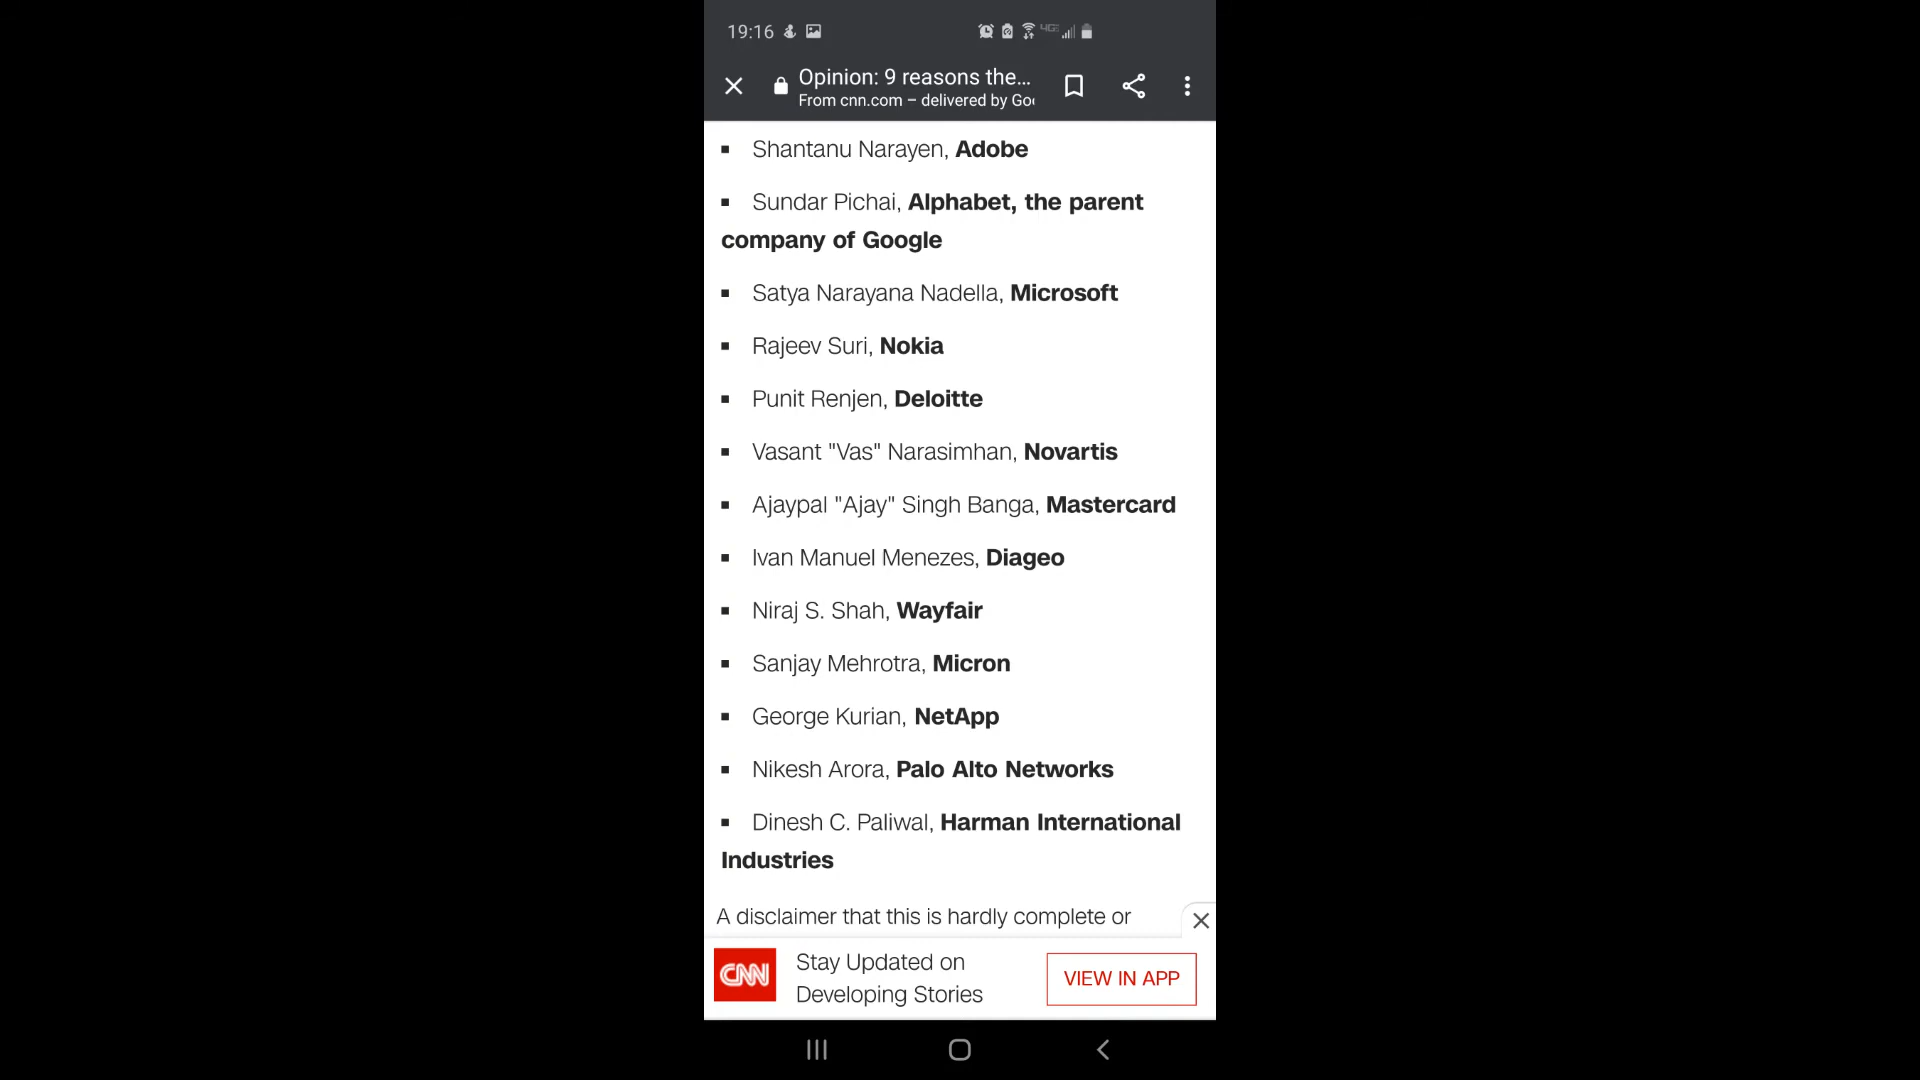 19:16
Opinion: 9 reasons the...
From cnn.com – delivered by Goo
▪ Shantanu Narayen, Adobe
▪ Sundar Pichai, Alphabet, the parent
company of Google
▪ Satya Narayana Nadella, Microsoft
▪ Rajeev Suri, Nokia
▪ Punit Renjen, Deloitte
▪ Vasant "Vas" Narasimhan, Novartis
▪ Ajaypal "Ajay" Singh Banga, Mastercard
▪ Ivan Manuel Menezes, Diageo
▪ Niraj S. Shah, Wayfair
▪ Sanjay Mehrotra, Micron
▪ George Kurian, NetApp
▪ Nikesh Arora, Palo Alto Networks
▪ Dinesh C. Paliwal, Harman International
Industries
A disclaimer that this is hardly complete or
CNN
Stay Updated on
Developing Stories
VIEW IN APP